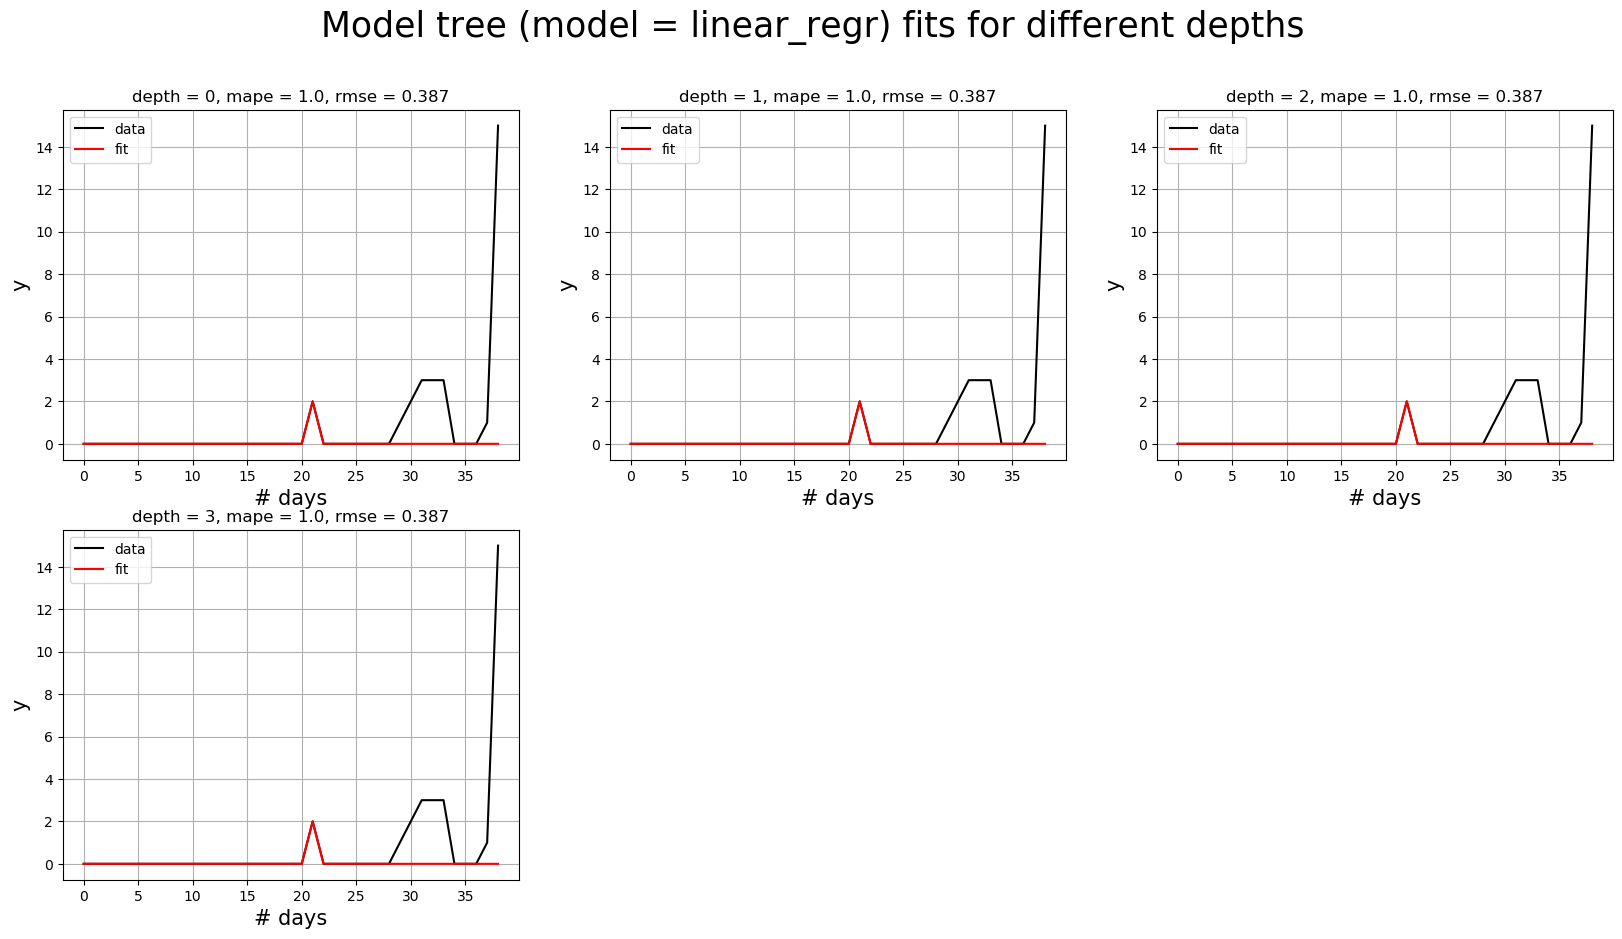 Model tree (model = linear_regr) fits for different depths
depth = 0, mape = 1.0, rmse = 0.387
data
fit
y
14
12
10
8
6
4
2
0
0 5 10 15 20 25 30 35
# days
depth = 1, mape = 1.0, rmse = 0.387
data
fit
y
14
12
10
8
6
4
2
0
0 5 10 15 20 25 30 35
# days
depth = 2, mape = 1.0, rmse = 0.387
data
fit
y
14
12
10
8
6
4
2
0
0 5 10 15 20 25 30 35
# days
depth = 3, mape = 1.0, rmse = 0.387
data
fit
y
14
12
10
8
6
4
2
0
0 5 10 15 20 25 30 35
# days